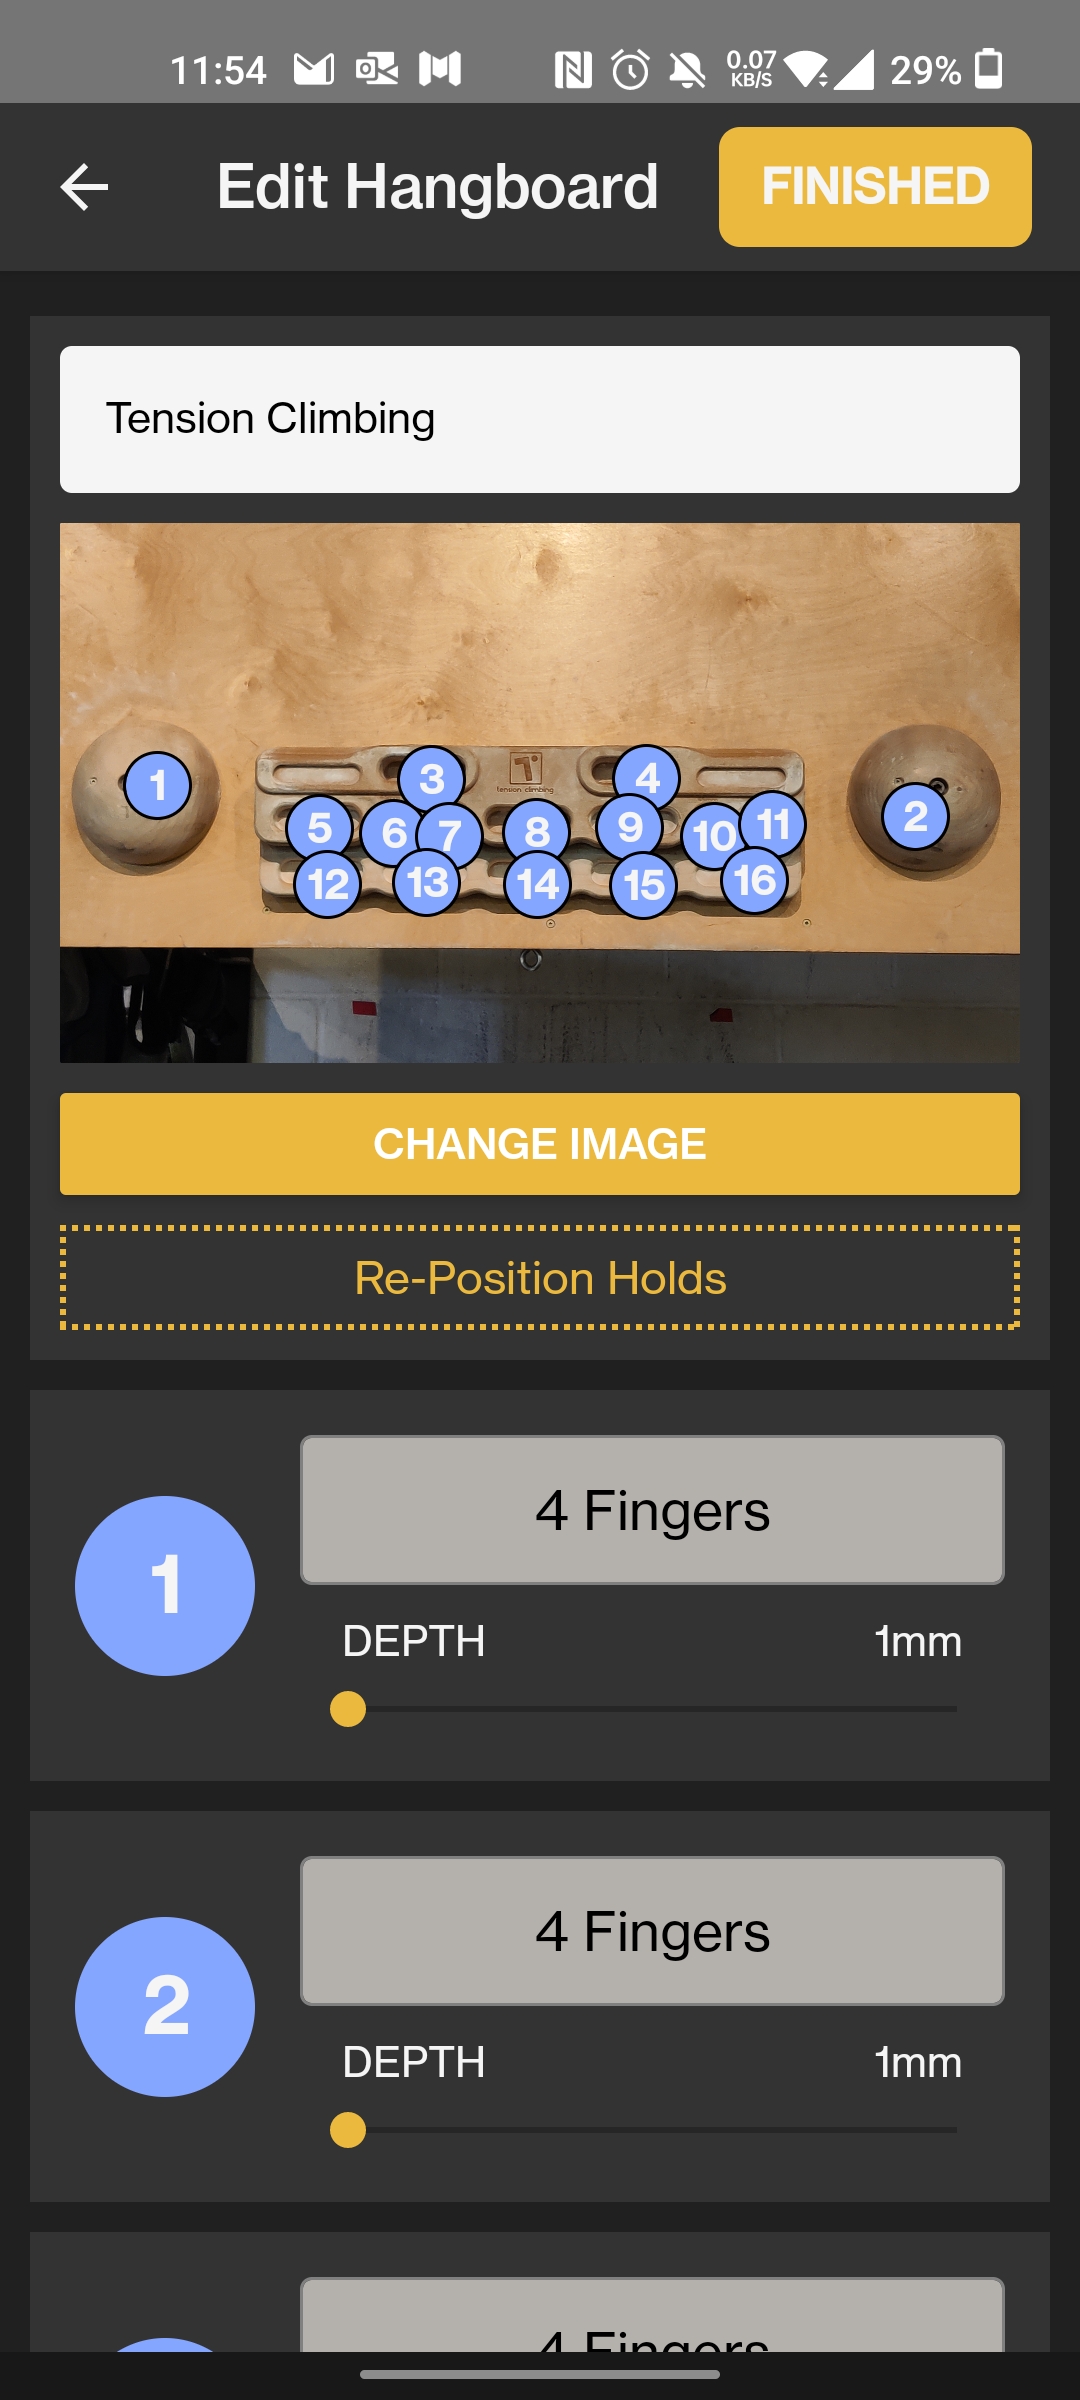 11:54 0.07 KB/S 29%
Edit Hangboard FINISHED
Tension Climbing
tension climbing
1 2
3 4
5 6 7 8 9 10 11
12 13 14 15 16
CHANGE IMAGE
Re-Position Holds
1 4 Fingers
DEPTH 1mm
2 4 Fingers
DEPTH 1mm
4 Fingers